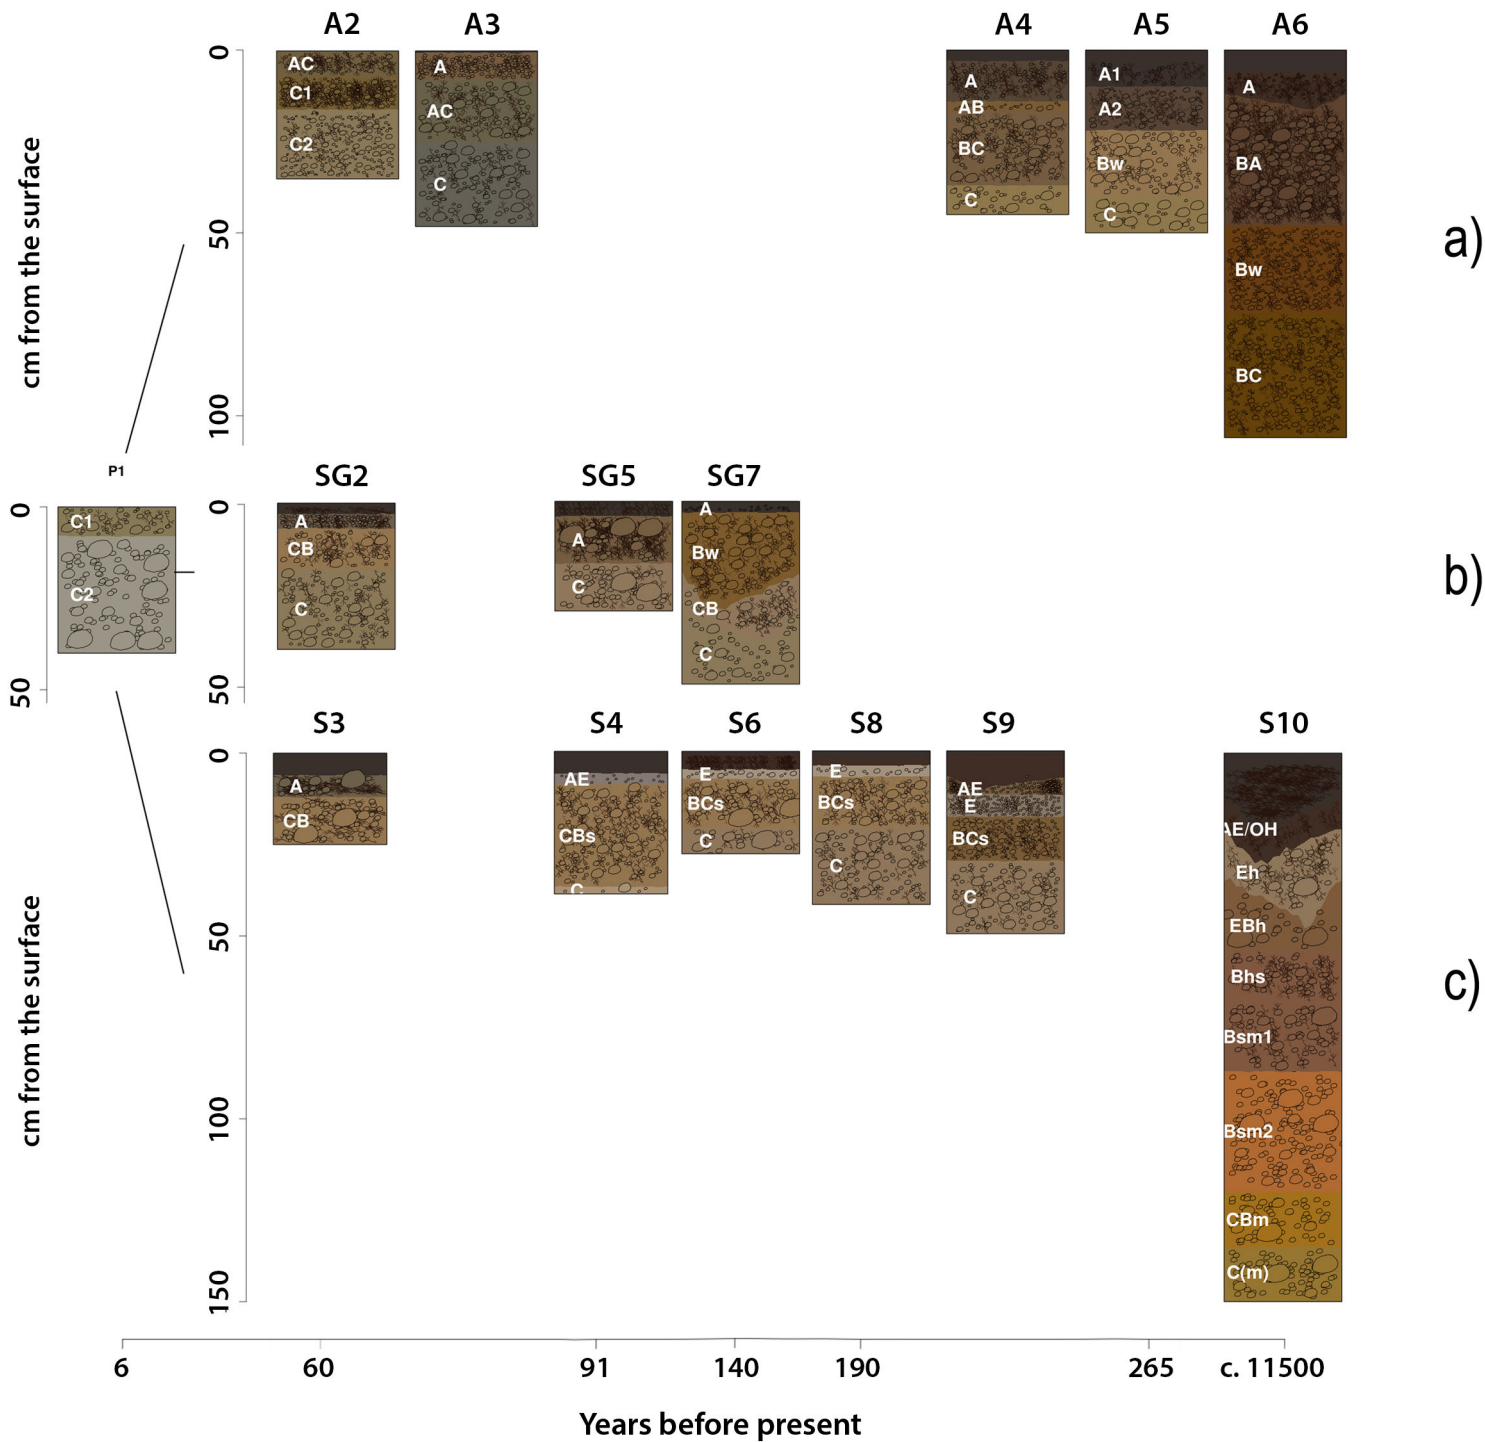 A2 A3 A4 A5 A6
0
50
100
cm from the surface
AC
C1
C2
A
AC
C
A
AB
BC
C
A1
A2
Bw
C
A
BA
Bw
BC
a)
P1
0
50
C1
C2
SG2 SG5 SG7
0
50
A
CB
C
A
C
A
Bw
CB
C
b)
S3 S4 S6 S8 S9 S10
0
50
100
150
cm from the surface
A
CB
AE
CBs
C
E
BCs
C
E
BCs
C
AE
E
BCs
C
AE/OH
Eh
EBh
Bhs
Bsm1
Bsm2
CBm
C(m)
c)
6 60 91 140 190 265 c. 11500
Years before present